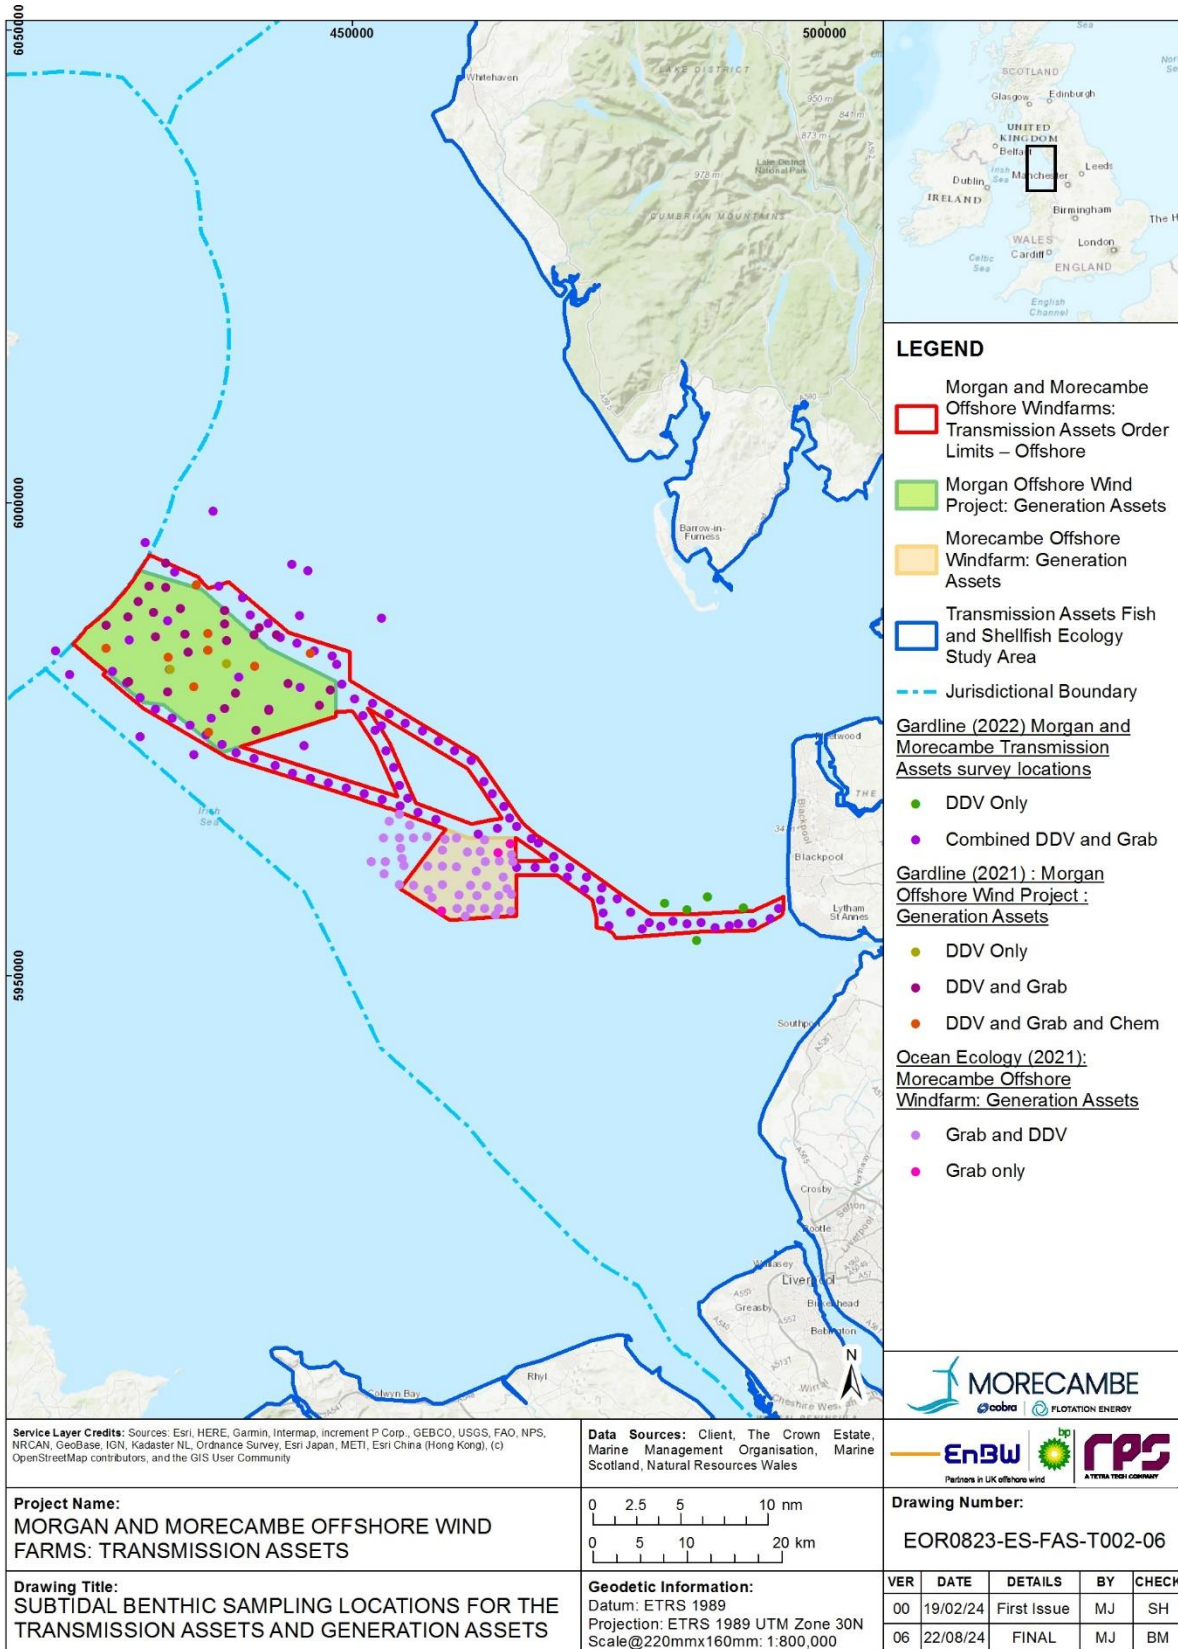 6050000
450000
500000
Whitehaven
LAKE DISTRICT
950 m
841m
873 m
Lake District
National Park
978 m
CUMBRIAN MOUNTAINS
A595
A590
6000000
Barrow-in-
Furness
Irish
Sea
Blackpool
THE
Blackpool
Lytham
St Annes
5950000
Southport
A565
Crosby
Bootle
Wallasey
Liverpool
Greasby
Birkenhead
Bebington
Wirral
Cheshire West
Rhyl
Colwyn Bay
N
SCOTLAND
Glasgow
Edinburgh
UNITED
KINGDOM
Belfast
Irish
Sea
Leeds
Dublin
Manchester
IRELAND
Birmingham
The H
WALES
London
Cardiff
Celtic
Sea
ENGLAND
English
Channel
LEGEND
Morgan and Morecambe
Offshore Windfarms:
Transmission Assets Order
Limits – Offshore
Morgan Offshore Wind
Project: Generation Assets
Morecambe Offshore
Windfarm: Generation
Assets
Transmission Assets Fish
and Shellfish Ecology
Study Area
Jurisdictional Boundary
Gardline (2022) Morgan and
Morecambe Transmission
Assets survey locations
DDV Only
Combined DDV and Grab
Gardline (2021) : Morgan
Offshore Wind Project :
Generation Assets
DDV Only
DDV and Grab
DDV and Grab and Chem
Ocean Ecology (2021):
Morecambe Offshore
Windfarm: Generation Assets
Grab and DDV
Grab only
MORECAMBE
cobra FLOTATION ENERGY
Service Layer Credits: Sources: Esri, HERE, Garmin, Intermap, increment P Corp., GEBCO, USGS, FAO, NPS,
NRCAN, GeoBase, IGN, Kadaster NL, Ordnance Survey, Esri Japan, METI, Esri China (Hong Kong), (c)
OpenStreetMap contributors, and the GIS User Community
Data Sources: Client, The Crown Estate,
Marine Management Organisation, Marine
Scotland, Natural Resources Wales
EnBW bp
Partners in UK offshore wind
RPS
A TETRA TECH COMPANY
Project Name:
MORGAN AND MORECAMBE OFFSHORE WIND
FARMS: TRANSMISSION ASSETS
0 2.5 5 10 nm
0 5 10 20 km
Drawing Number:
EOR0823-ES-FAS-T002-06
Drawing Title:
SUBTIDAL BENTHIC SAMPLING LOCATIONS FOR THE
TRANSMISSION ASSETS AND GENERATION ASSETS
Geodetic Information:
Datum: ETRS 1989
Projection: ETRS 1989 UTM Zone 30N
Scale@220mmx160mm: 1:800,000
VER DATE DETAILS BY CHECK
00 19/02/24 First Issue MJ SH
06 22/08/24 FINAL MJ BM